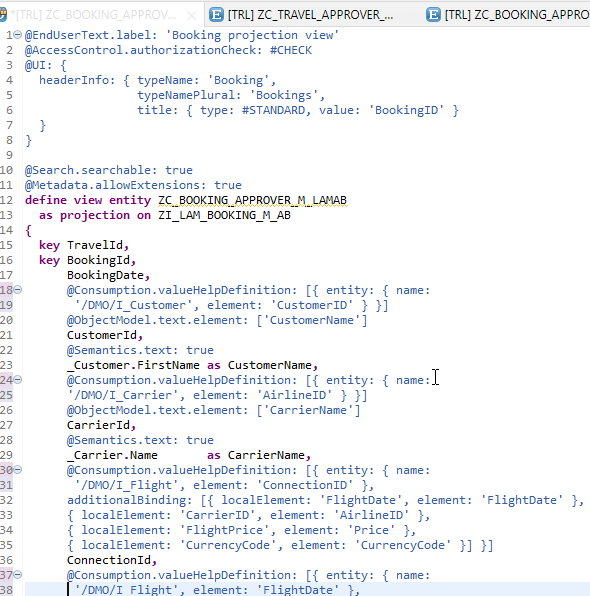 *[TRL] ZC_BOOKING_APPROV...
[TRL] ZC_TRAVEL_APPROVER_...
[TRL] ZC_BOOKING_APPRO
1 @EndUserText.label: 'Booking projection view'
2 @AccessControl.authorizationCheck: #CHECK
3 @UI: {
4 headerInfo: { typeName: 'Booking',
5 typeNamePlural: 'Bookings',
6 title: { type: #STANDARD, value: 'BookingID' }
7 }
8 }
9
10 @Search.searchable: true
11 @Metadata.allowExtensions: true
12 define view entity ZC_BOOKING_APPROVER_M_LAMAB
13 as projection on ZI_LAM_BOOKING_M_AB
14 {
15 key TravelId,
16 key BookingId,
17 BookingDate,
18 @Consumption.valueHelpDefinition: [{ entity: { name:
19 '/DMO/I_Customer', element: 'CustomerID' } }]
20 @ObjectModel.text.element: ['CustomerName']
21 CustomerId,
22 @Semantics.text: true
23 _Customer.FirstName as CustomerName,
24 @Consumption.valueHelpDefinition: [{ entity: { name:
25 '/DMO/I_Carrier', element: 'AirlineID' } }]
26 @ObjectModel.text.element: ['CarrierName']
27 CarrierId,
28 @Semantics.text: true
29 _Carrier.Name as CarrierName,
30 @Consumption.valueHelpDefinition: [{ entity: { name:
31 '/DMO/I_Flight', element: 'ConnectionID' },
32 additionalBinding: [{ localElement: 'FlightDate', element: 'FlightDate' },
33 { localElement: 'CarrierID', element: 'AirlineID' },
34 { localElement: 'FlightPrice', element: 'Price' },
35 { localElement: 'CurrencyCode', element: 'CurrencyCode' }] }]
36 ConnectionId,
37 @Consumption.valueHelpDefinition: [{ entity: { name:
38 '/DMO/I_Flight', element: 'FlightDate' },